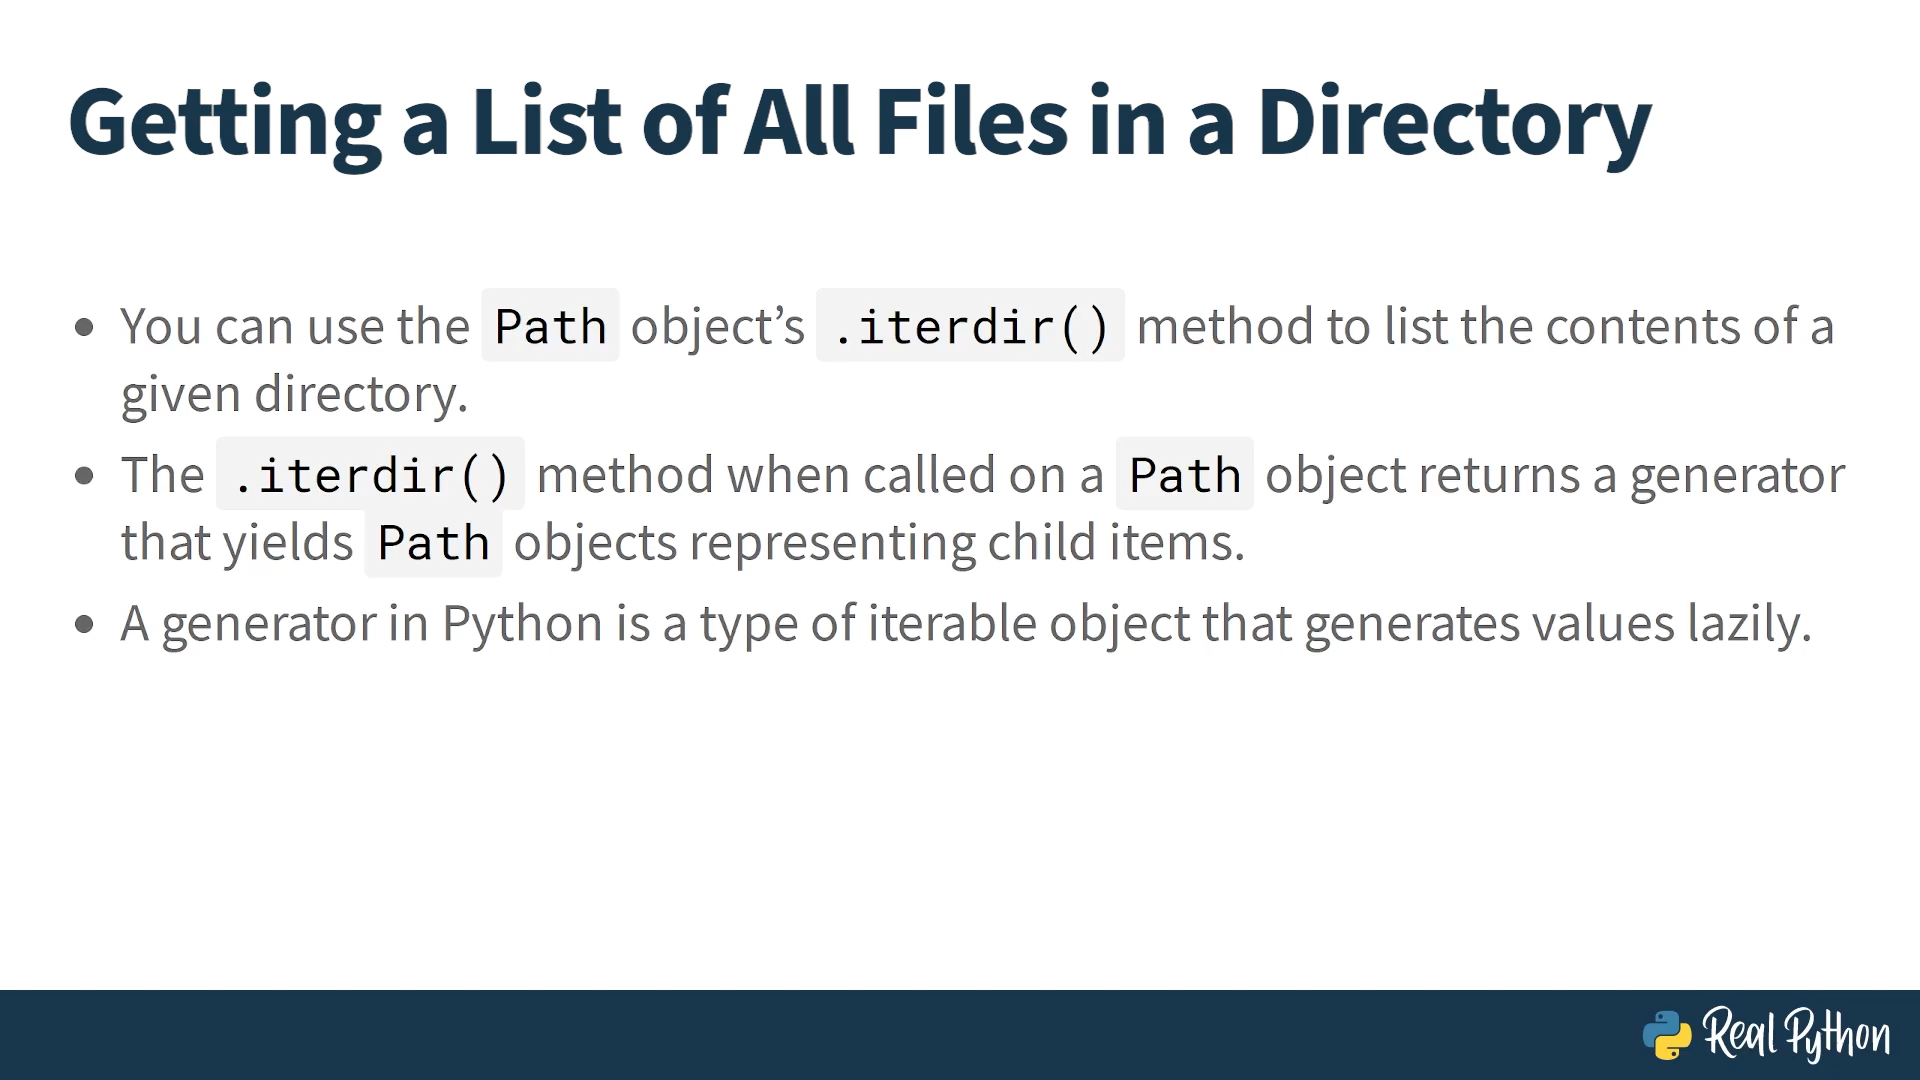 Getting a List of All Files in a Directory
• You can use the Path object’s .iterdir() method to list the contents of a
given directory.
• The .iterdir() method when called on a Path object returns a generator
that yields Path objects representing child items.
• A generator in Python is a type of iterable object that generates values lazily.
Real Python